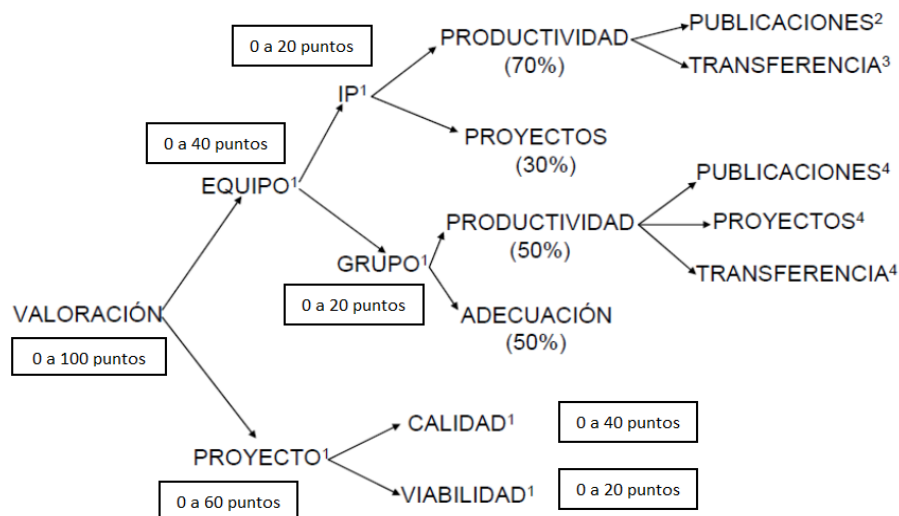 PUBLICACIONES²
0 a 20 puntos
PRODUCTIVIDAD
(70%)
TRANSFERENCIA³
IP¹
PROYECTOS
(30%)
0 a 40 puntos
EQUIPO¹
PUBLICACIONES⁴
PRODUCTIVIDAD
(50%)
PROYECTOS⁴
GRUPO¹
TRANSFERENCIA⁴
0 a 20 puntos
ADECUACIÓN
(50%)
VALORACIÓN
0 a 100 puntos
CALIDAD¹
0 a 40 puntos
PROYECTO¹
0 a 60 puntos
VIABILIDAD¹
0 a 20 puntos